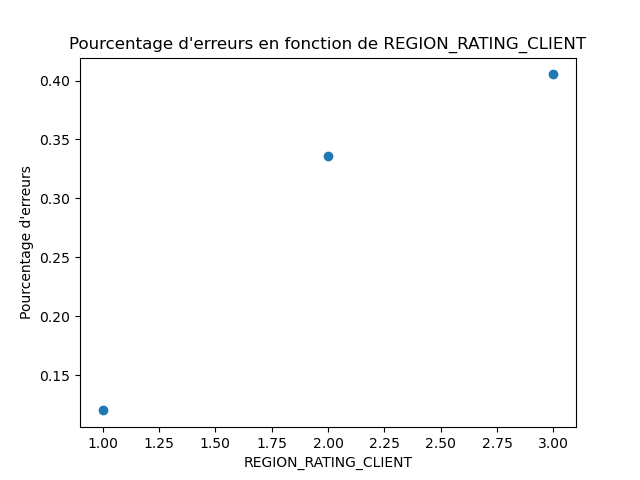 Pourcentage d'erreurs en fonction de REGION_RATING_CLIENT
Pourcentage d'erreurs
0.40
0.35
0.30
0.25
0.20
0.15
1.00 1.25 1.50 1.75 2.00 2.25 2.50 2.75 3.00
REGION_RATING_CLIENT